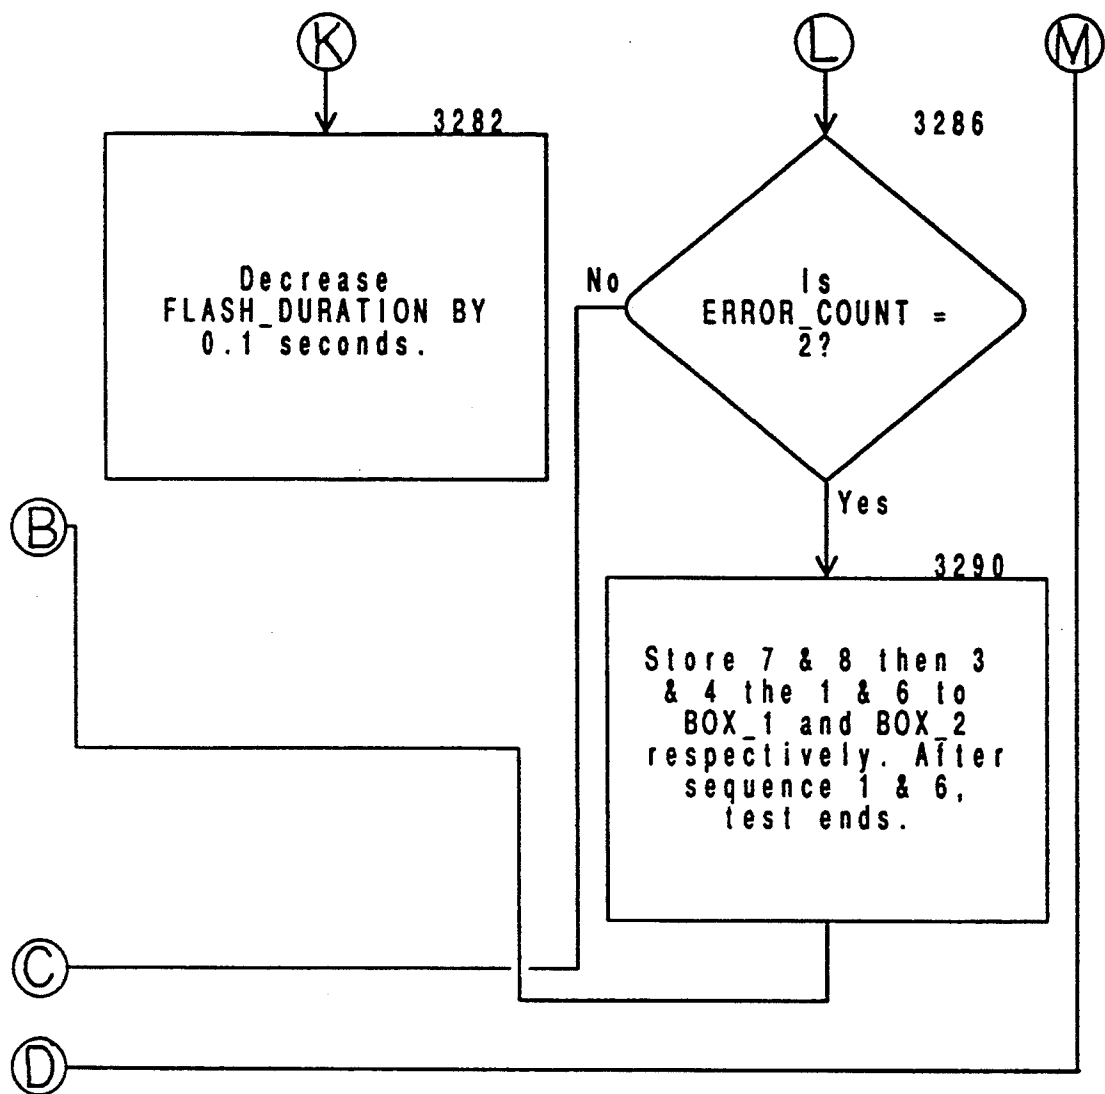 K
L
M
3282
3286
Decrease
FLASH_DURATION BY
0.1 seconds.
No
Is
ERROR_COUNT =
2?
Yes
B
3290
Store 7 & 8 then 3
& 4 the 1 & 6 to
BOX_1 and BOX_2
respectively. After
sequence 1 & 6,
test ends.
C
D